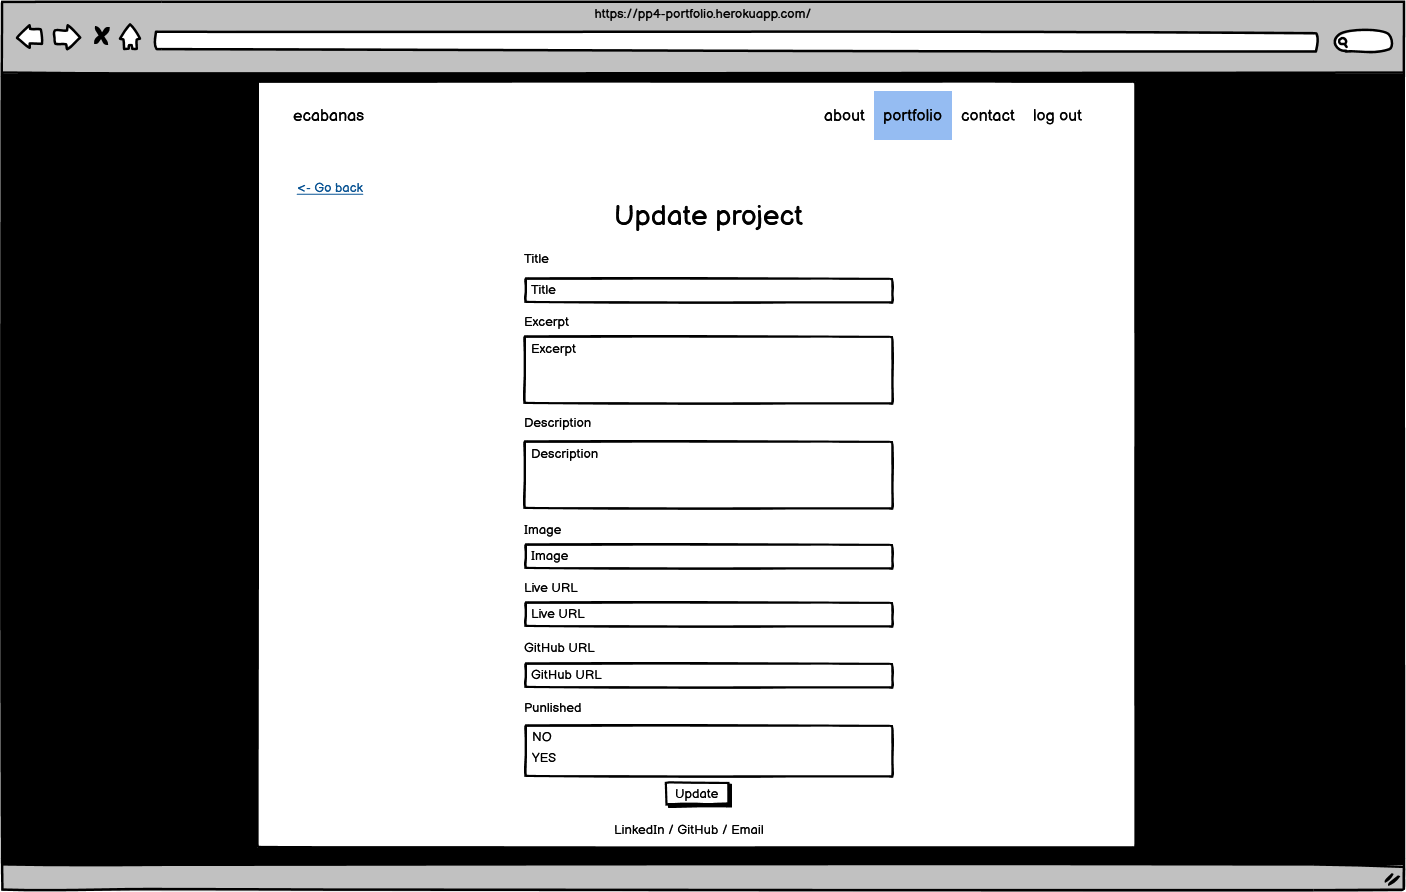 https://pp4-portfolio.herokuapp.com/
ecabanas about portfolio contact log out
<- Go back
Update project
Title
Title
Excerpt
Excerpt
Description
Description
Image
Image
Live URL
Live URL
GitHub URL
GitHub URL
Punlished
NO
YES
Update
LinkedIn / GitHub / Email